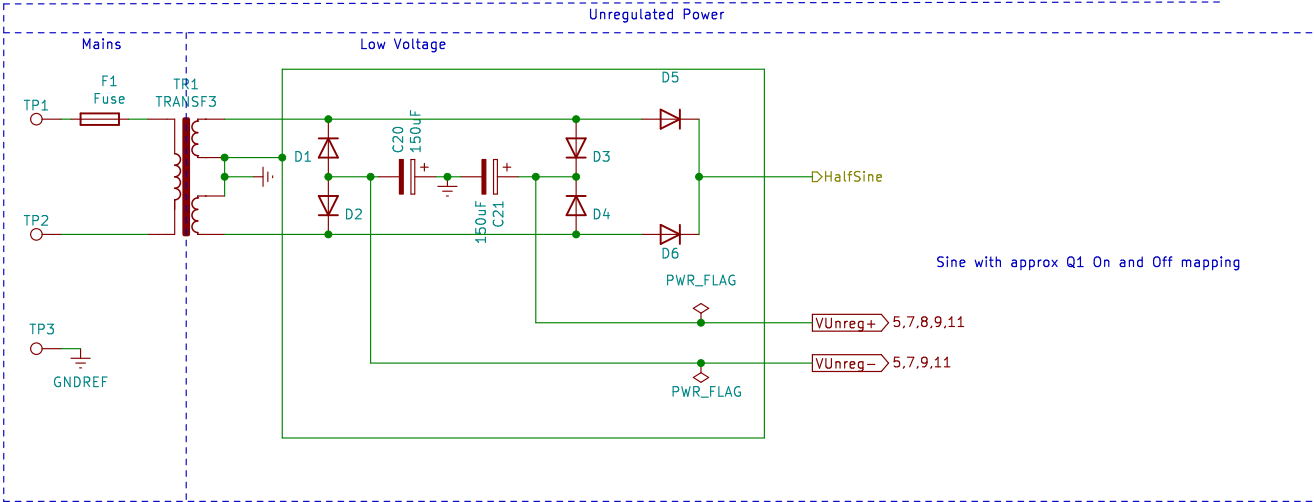 Unregulated Power
Mains
Low Voltage
F1
Fuse
TR1
TRANSF3
TP1
D5
C20
150uF
D1
D3
HalfSine
TP2
D2
150uF
C21
D4
D6
Sine with approx Q1 On and Off mapping
PWR_FLAG
TP3
VUnreg+ 5,7,8,9,11
GNDREF
VUnreg- 5,7,9,11
PWR_FLAG